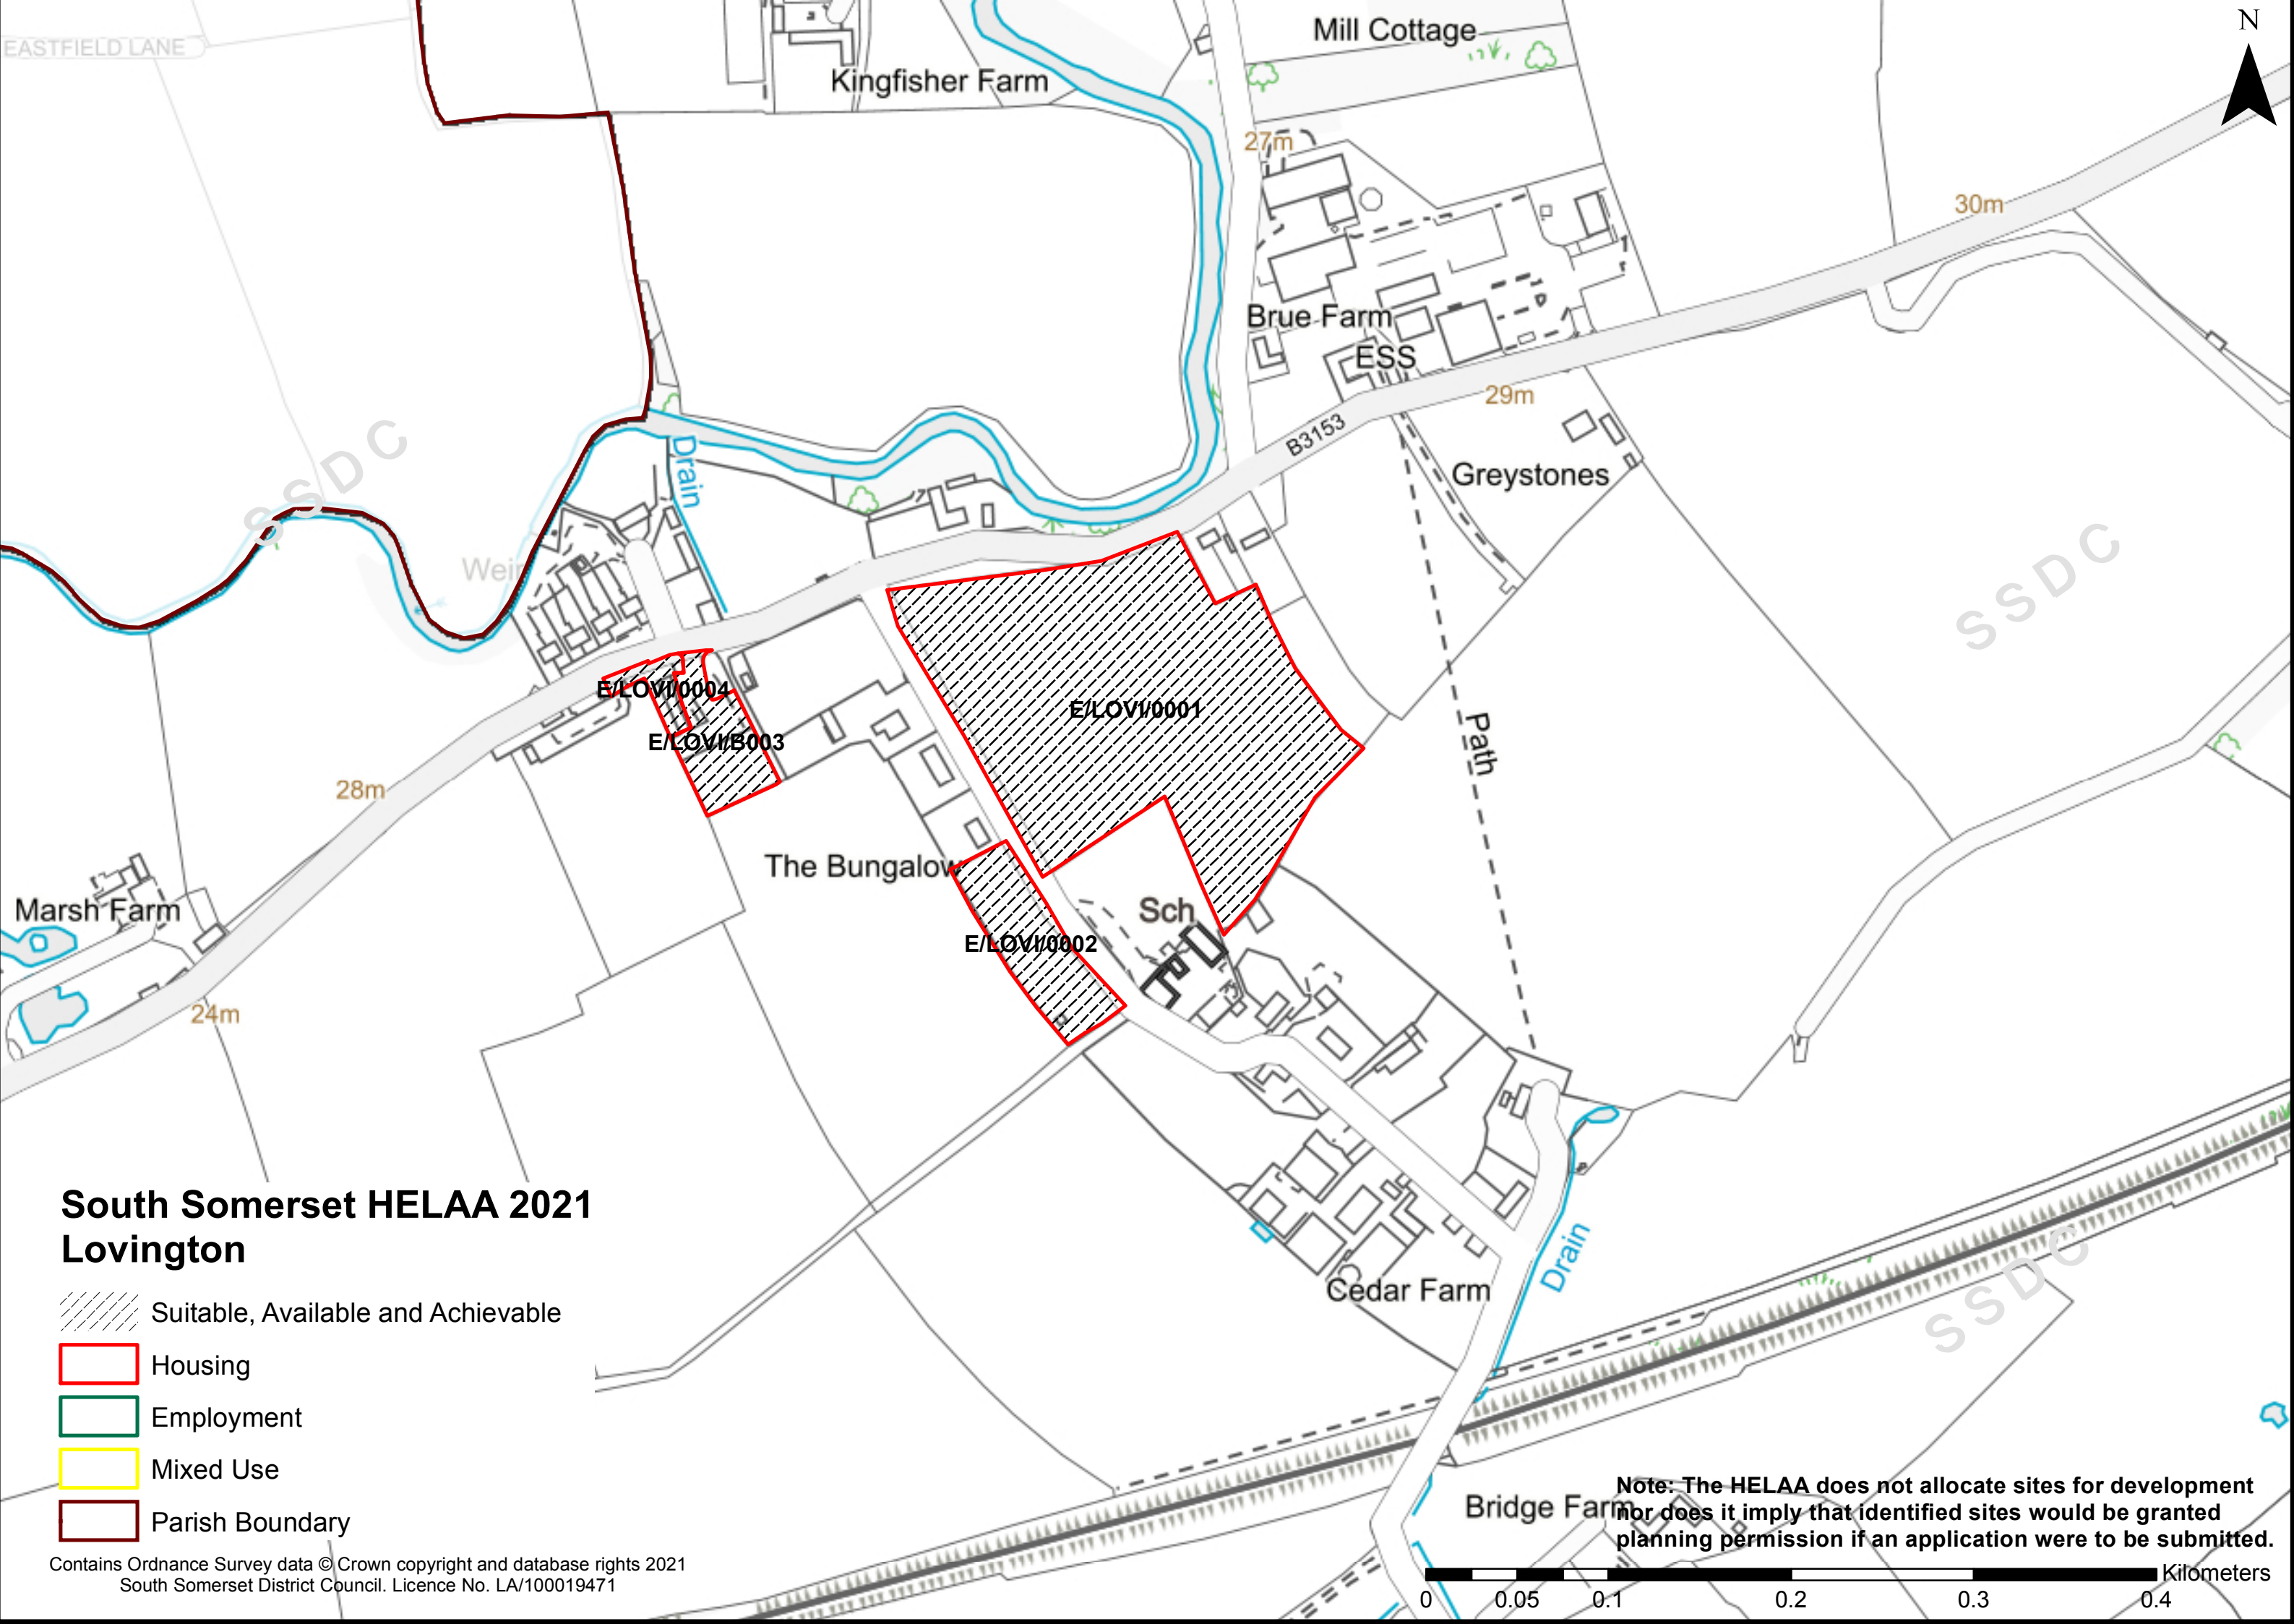 N
EASTFIELD LANE
Mill Cottage
Kingfisher Farm
27m
30m
Brue Farm
ESS
29m
B3153
SSDC
Drain
Greystones
Weir
SSDC
E/LOVI/0004
E/LOVI/0001
E/LOVI/B003
Path
28m
The Bungalow
Marsh Farm
Sch
E/LOVI/0002
24m
South Somerset HELAA 2021
Lovington
Suitable, Available and Achievable
Housing
Employment
Mixed Use
Parish Boundary
Contains Ordnance Survey data © Crown copyright and database rights 2021
South Somerset District Council. Licence No. LA/100019471
Drain
Cedar Farm
SSDC
Bridge Farm
Note: The HELAA does not allocate sites for development
nor does it imply that identified sites would be granted
planning permission if an application were to be submitted.
Kilometers
0 0.05 0.1 0.2 0.3 0.4